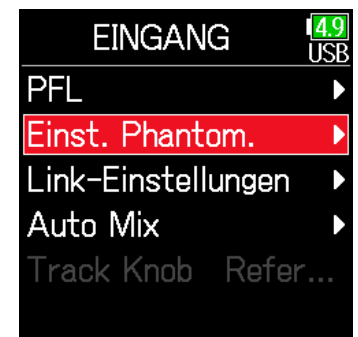 EINGANG 4.9
USB
PFL
Einst. Phantom.
Link-Einstellungen
Auto Mix
Track Knob Refer...